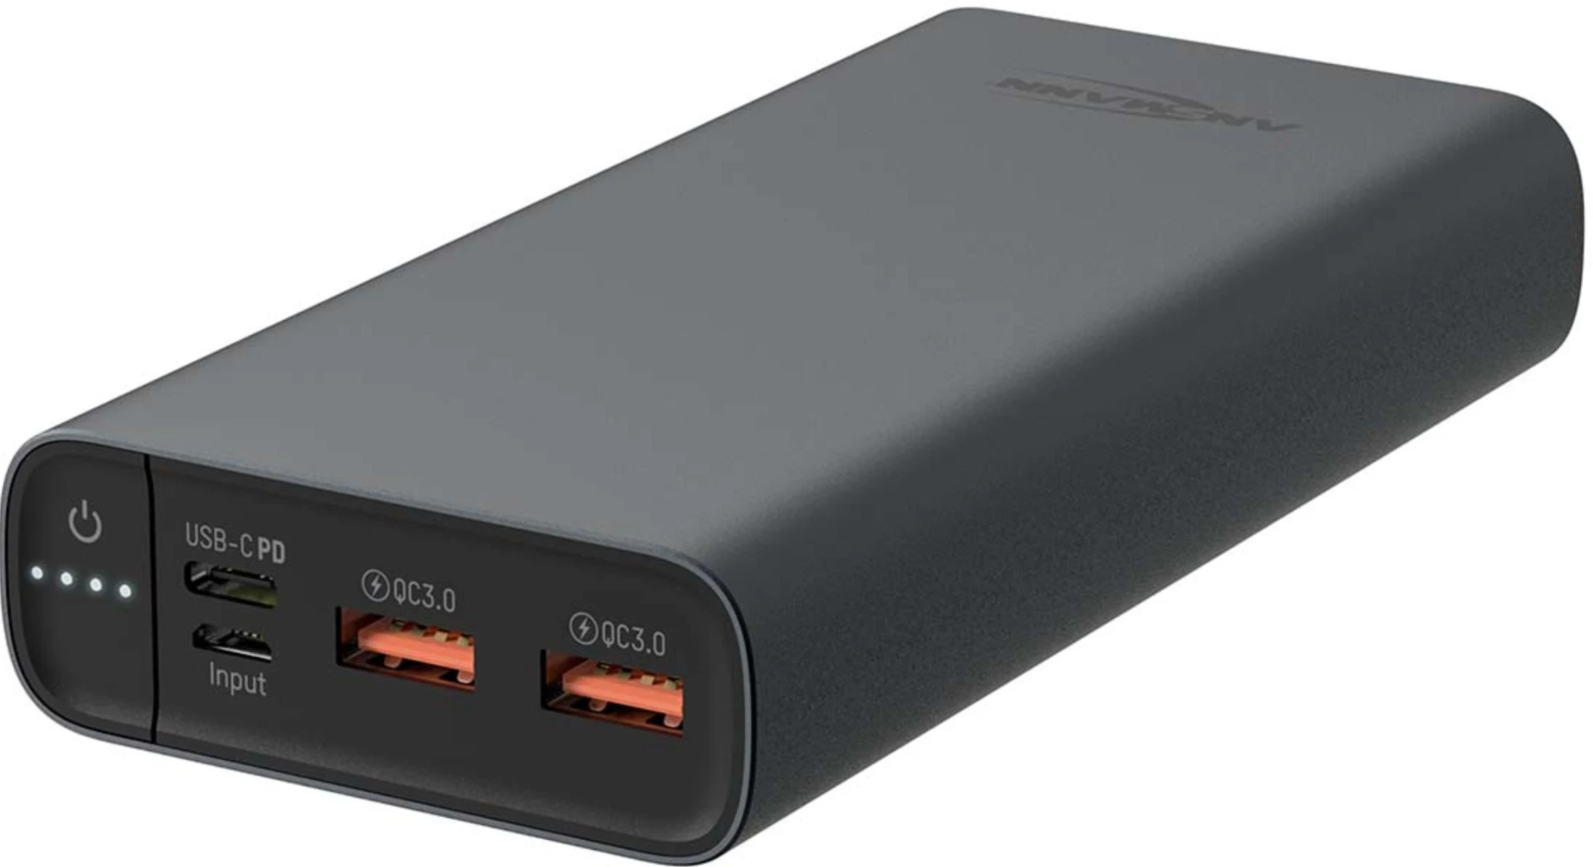 ANSMANN
USB-C PD
QC3.0
QC3.0
Input